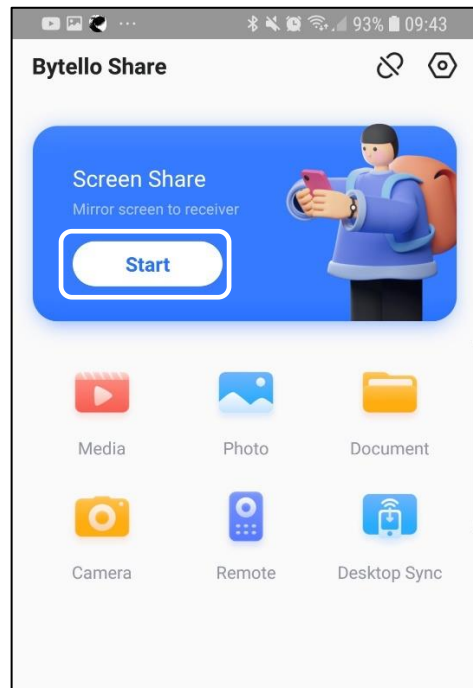 93% 09:43
Bytello Share
Screen Share
Mirror screen to receiver
Start
Media Photo Document
Camera Remote Desktop Sync